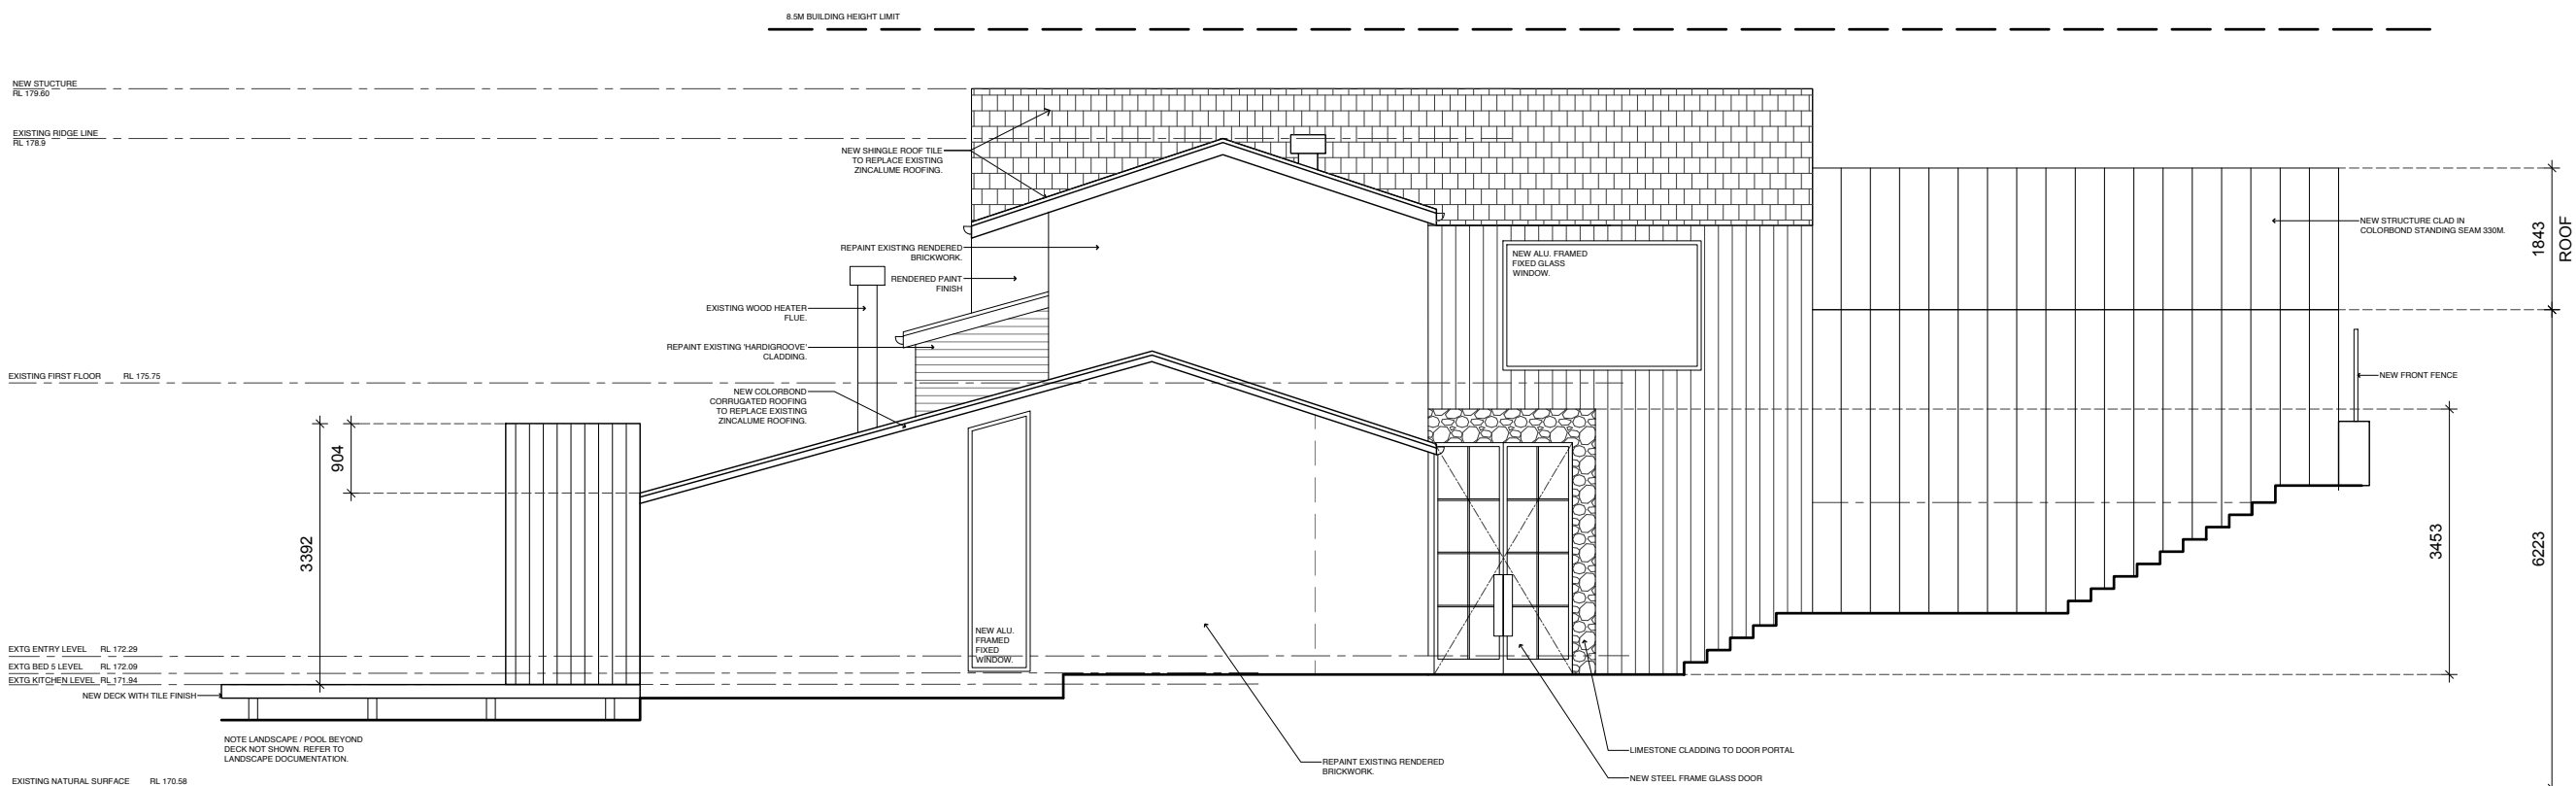 8.5M BUILDING HEIGHT LIMIT
NEW STUCTURE
RL 179.60
EXISTING RIDGE LINE
RL 178.9
NEW SHINGLE ROOF TILE
TO REPLACE EXISTING
ZINCALUME ROOFING.
REPAINT EXISTING RENDERED
BRICKWORK.
RENDERED PAINT
FINISH
EXISTING WOOD HEATER
FLUE.
REPAINT EXISTING 'HARDIGROOVE'
CLADDING.
NEW ALU. FRAMED
FIXED GLASS
WINDOW.
NEW STRUCTURE CLAD IN
COLORBOND STANDING SEAM 330M.
1843
ROOF
EXISTING FIRST FLOOR RL 175.75
NEW COLORBOND
CORRUGATED ROOFING
TO REPLACE EXISTING
ZINCALUME ROOFING.
NEW FRONT FENCE
904
3392
3453
6223
NEW ALU.
FRAMED
FIXED
WINDOW.
EXTG ENTRY LEVEL RL 172.29
EXTG BED 5 LEVEL RL 172.09
EXTG KITCHEN LEVEL RL 171.94
NEW DECK WITH TILE FINISH
NOTE LANDSCAPE / POOL BEYOND
DECK NOT SHOWN. REFER TO
LANDSCAPE DOCUMENTATION.
REPAINT EXISTING RENDERED
BRICKWORK.
LIMESTONE CLADDING TO DOOR PORTAL
NEW STEEL FRAME GLASS DOOR
EXISTING NATURAL SURFACE RL 170.58